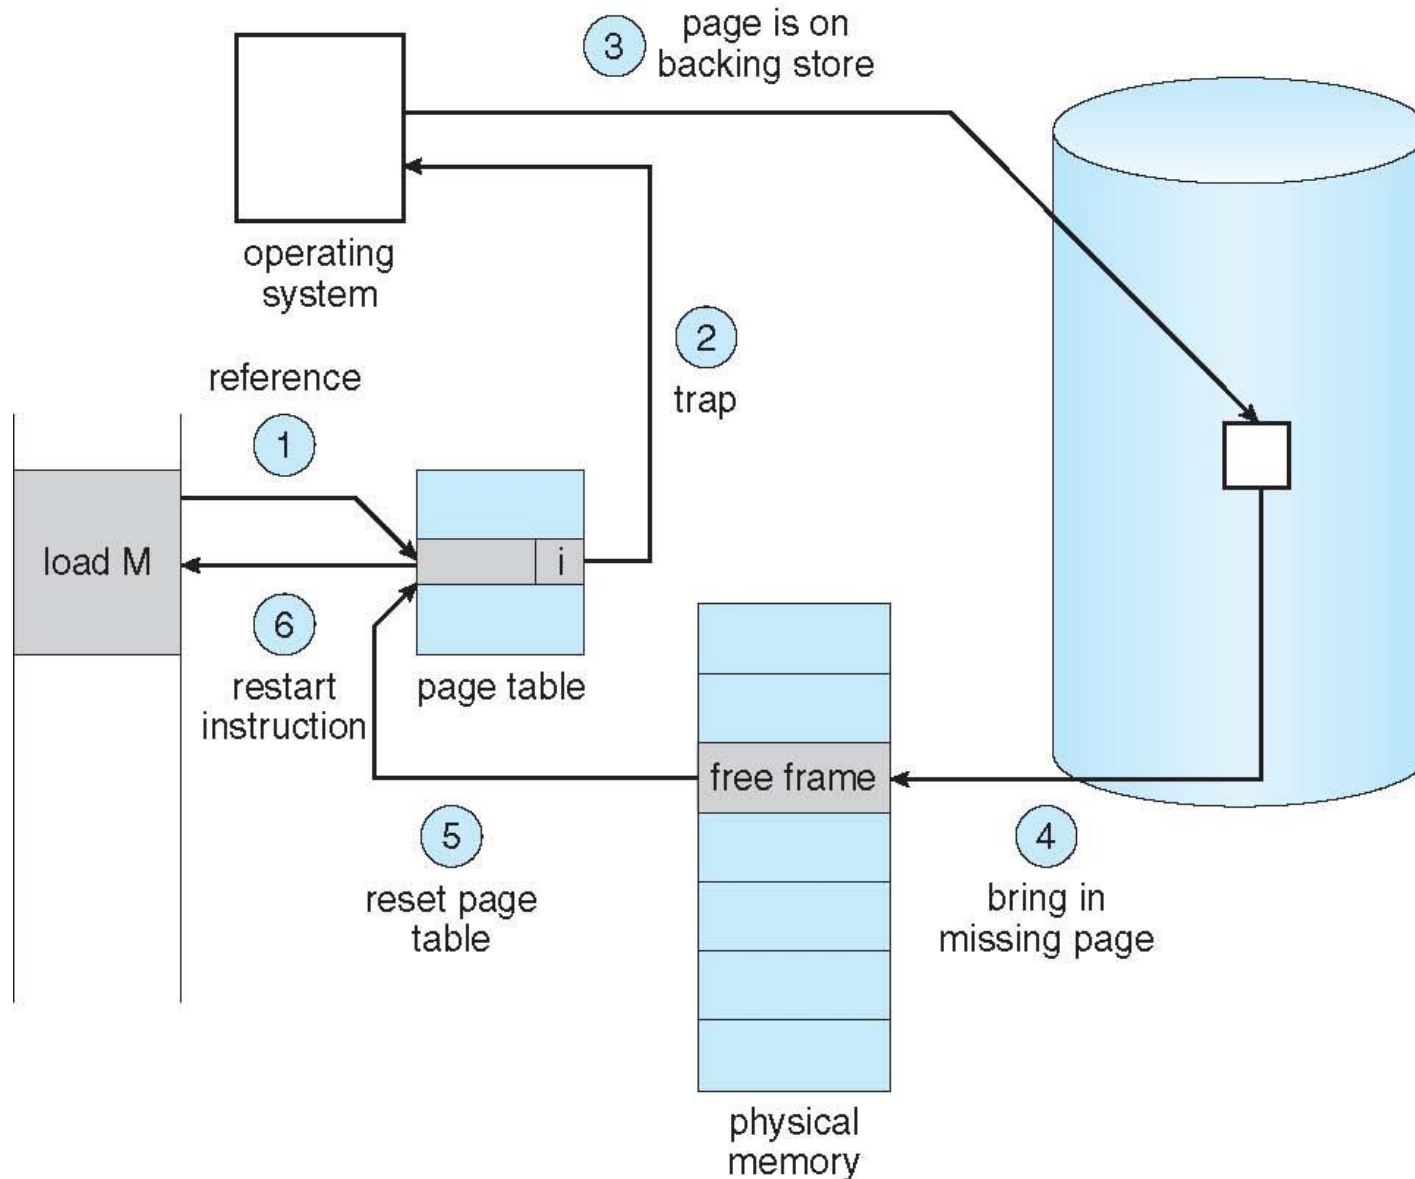 3
page is on
backing store
operating
system
2
trap
reference
1
load M
i
6
restart
instruction
page table
free frame
5
reset page
table
4
bring in
missing page
physical
memory